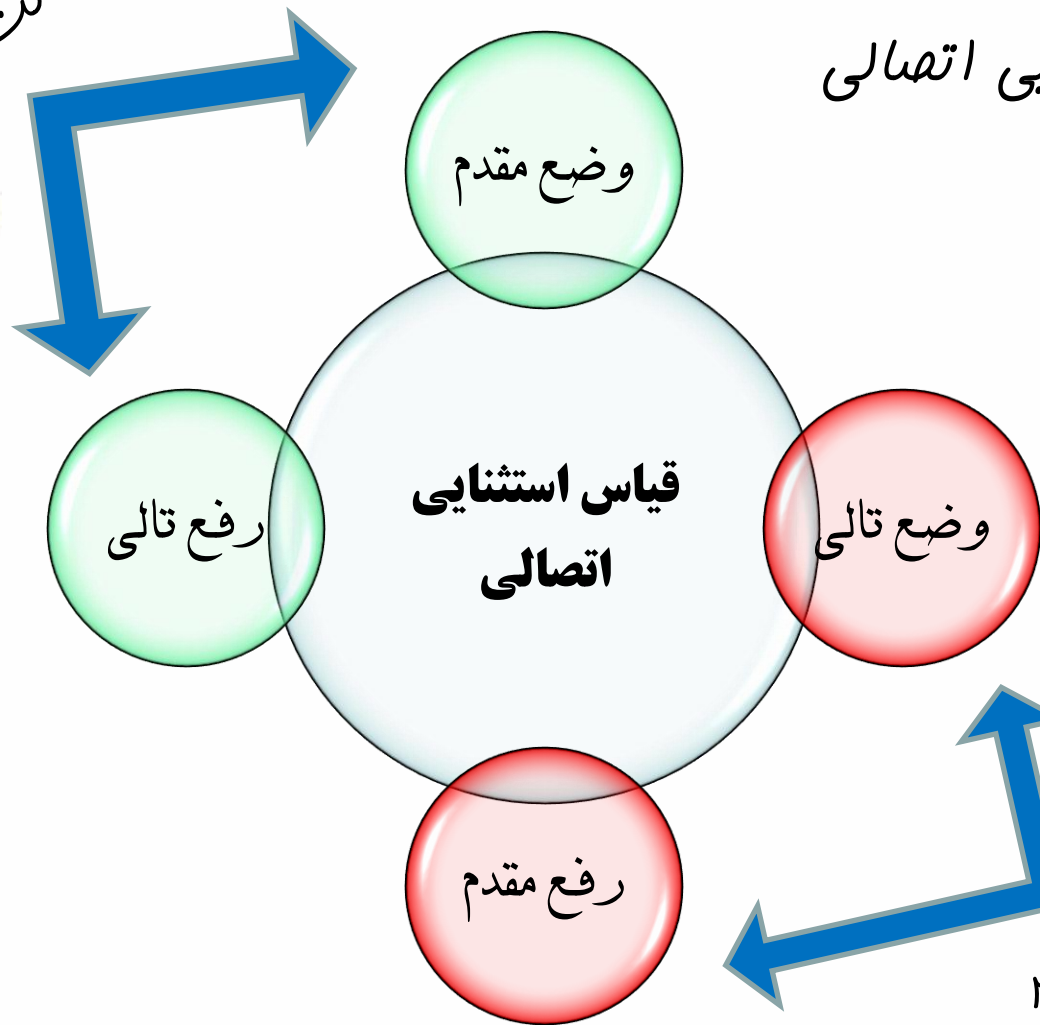 اتصالی
وضع مقدم
قیاس استثنایی
اتصالی
وضع تالی
رفع تالی
رفع مقدم